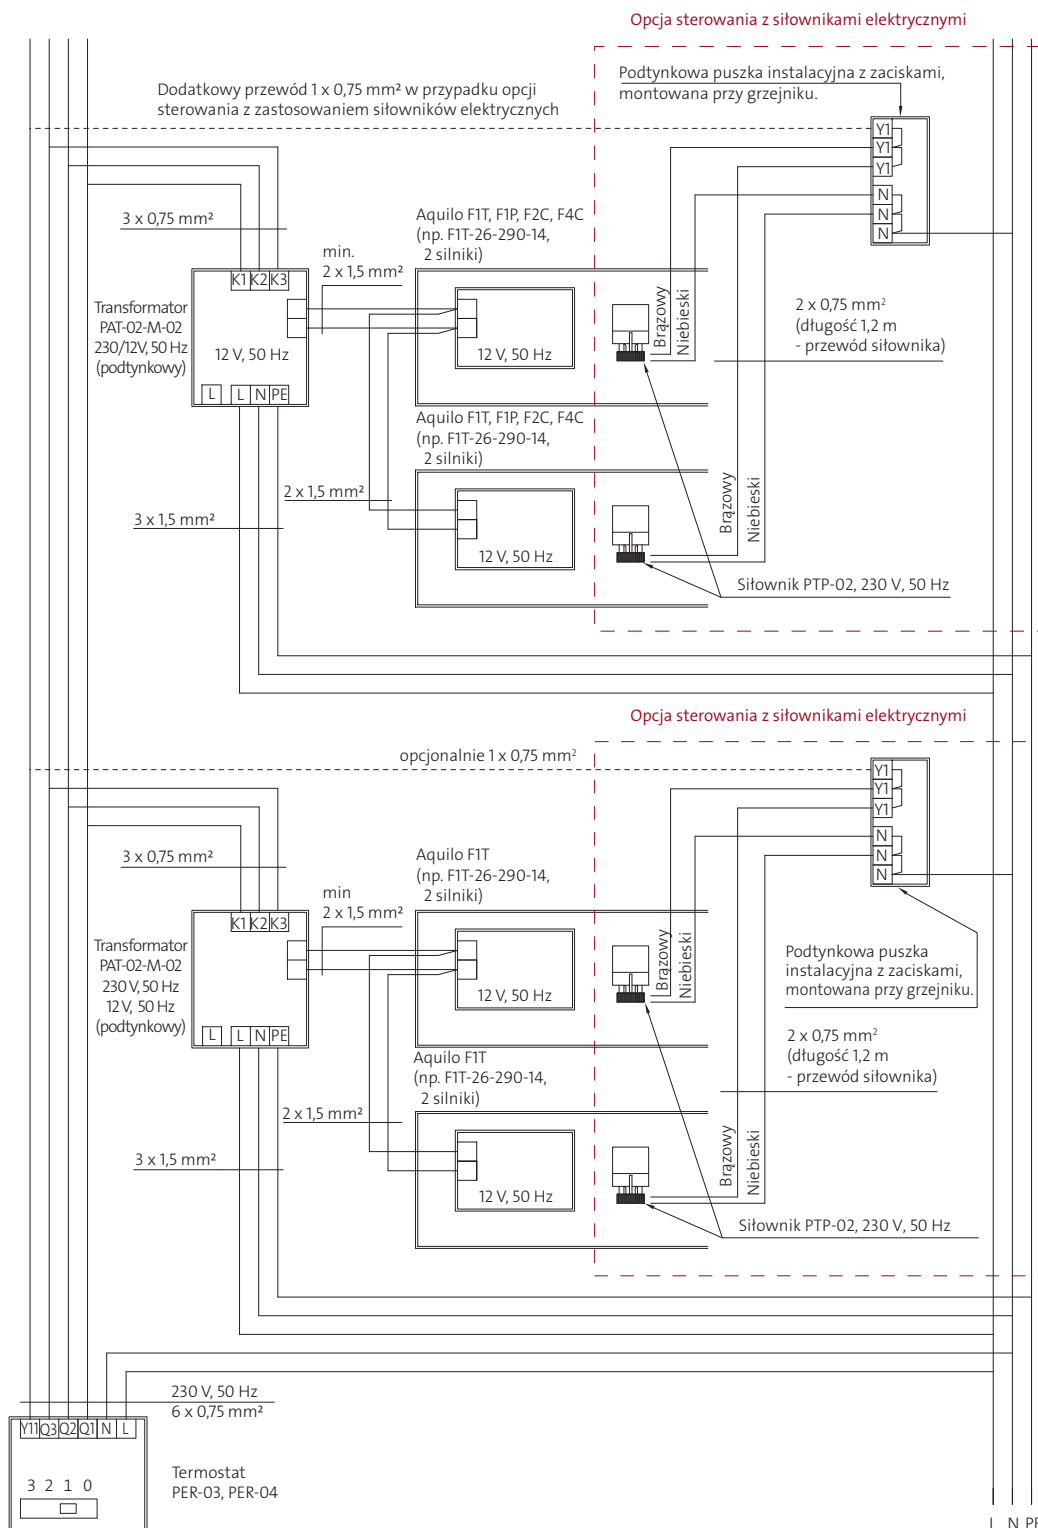 Opcja sterowania z siłownikami elektrycznymi
Podtynkowa puszka instalacyjna z zaciskami,
montowana przy grzejniku.
Dodatkowy przewód 1 x 0,75 mm² w przypadku opcji
sterowania z zastosowaniem siłowników elektrycznych
Y1
Y1
Y1
N
N
N
3 x 0,75 mm²
min.
2 x 1,5 mm²
Aquilo F1T, F1P, F2C, F4C
(np. F1T-26-290-14,
2 silniki)
K1 K2 K3
Transformator
PAT-02-M-02
230/12V, 50 Hz
(podtynkowy)
12 V, 50 Hz
L L N PE
12 V, 50 Hz
Brązowy
Niebieski
2 x 0,75 mm²
(długość 1,2 m
- przewód siłownika)
Aquilo F1T, F1P, F2C, F4C
(np. F1T-26-290-14,
2 silniki)
2 x 1,5 mm²
3 x 1,5 mm²
12 V, 50 Hz
Brązowy
Niebieski
Siłownik PTP-02, 230 V, 50 Hz
Opcja sterowania z siłownikami elektrycznymi
opcjonalnie 1 x 0,75 mm²
Y1
Y1
Y1
N
N
N
3 x 0,75 mm²
min
2 x 1,5 mm²
Aquilo F1T
(np. F1T-26-290-14,
2 silniki)
K1 K2 K3
Transformator
PAT-02-M-02
230 V, 50 Hz
12 V, 50 Hz
(podtynkowy)
L L N PE
12 V, 50 Hz
Brązowy
Niebieski
Podtynkowa puszka
instalacyjna z zaciskami,
montowana przy grzejniku.
2 x 0,75 mm²
(długość 1,2 m
- przewód siłownika)
Aquilo F1T
(np. F1T-26-290-14,
2 silniki)
2 x 1,5 mm²
3 x 1,5 mm²
12 V, 50 Hz
Brązowy
Niebieski
Siłownik PTP-02, 230 V, 50 Hz
230 V, 50 Hz
6 x 0,75 mm²
Y11 Q3 Q2 Q1 N L
3 2 1 0
Termostat
PER-03, PER-04
L N PE